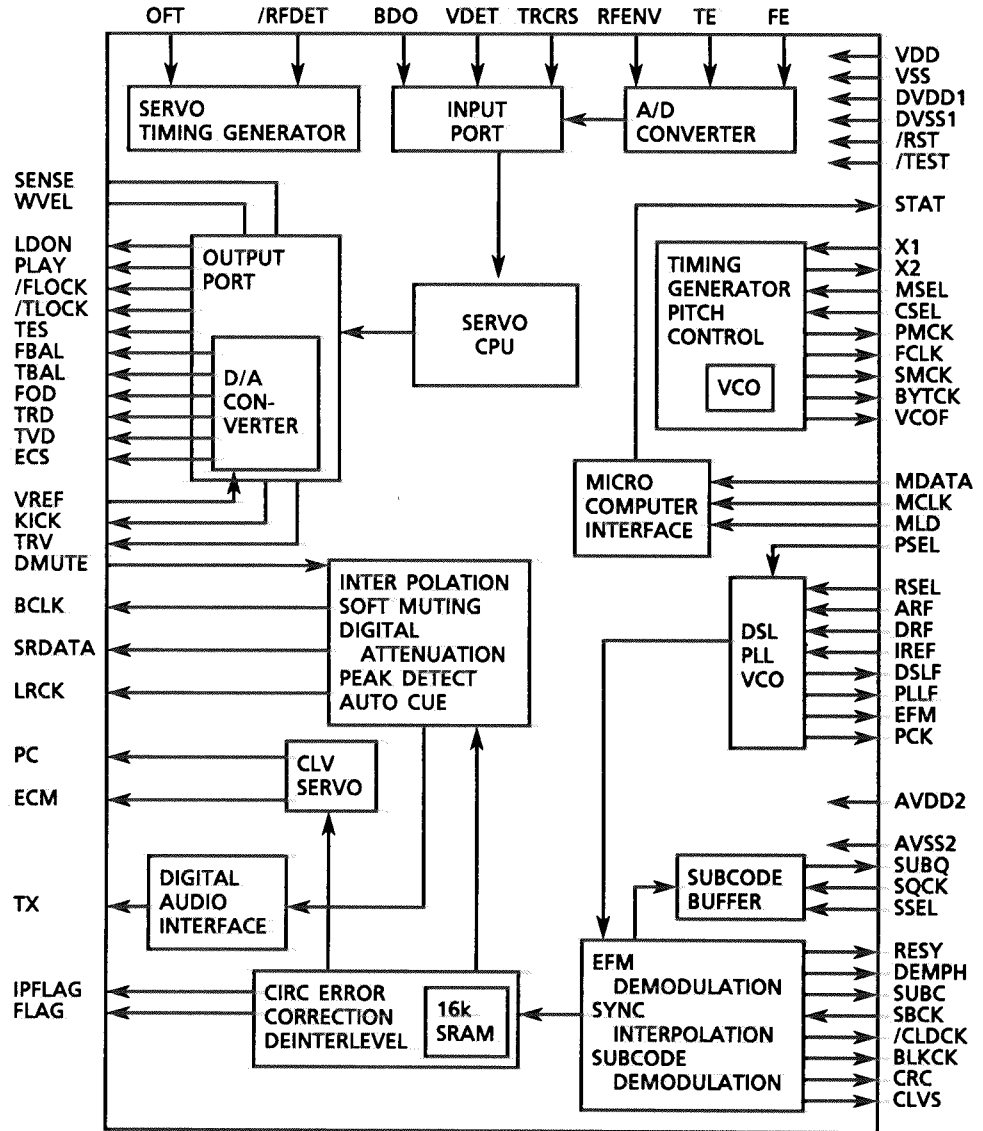 OFT /RFDET BDO VDET TRCRS RFENV TE FE
SERVO
TIMING GENERATOR
INPUT
PORT
A/D
CONVERTER
VDD
VSS
DVDD1
DVSS1
/RST
/TEST
STAT
SENSE
WVEL
LDON
PLAY
/FLOCK
/TLOCK
TES
FBAL
TBAL
FOD
TRD
TVD
ECS
VREF
KICK
TRV
DMUTE
BCLK
SRDATA
LRCK
PC
ECM
TX
IPFLAG
FLAG
OUTPUT
PORT
D/A
CON-
VERTER
SERVO
CPU
TIMING
GENERATOR
PITCH
CONTROL
VCO
X1
X2
MSEL
CSEL
PMCK
FCLK
SMCK
BYTCK
VCOF
MICRO
COMPUTER
INTERFACE
MDATA
MCLK
MLD
PSEL
INTER POLATION
SOFT MUTING
DIGITAL
ATTENUATION
PEAK DETECT
AUTO CUE
DSL
PLL
VCO
RSEL
ARF
DRF
IREF
DSLF
PLLF
EFM
PCK
CLV
SERVO
AVDD2
AVSS2
DIGITAL
AUDIO
INTERFACE
SUBCODE
BUFFER
SUBQ
SQCK
SSEL
CIRC ERROR
CORRECTION
DEINTERLEVEL
16k
SRAM
EFM
DEMODULATION
SYNC
INTERPOLATION
SUBCODE
DEMODULATION
RESY
DEMPH
SUBC
SBCK
/CLDCK
BLKCK
CRC
CLVS